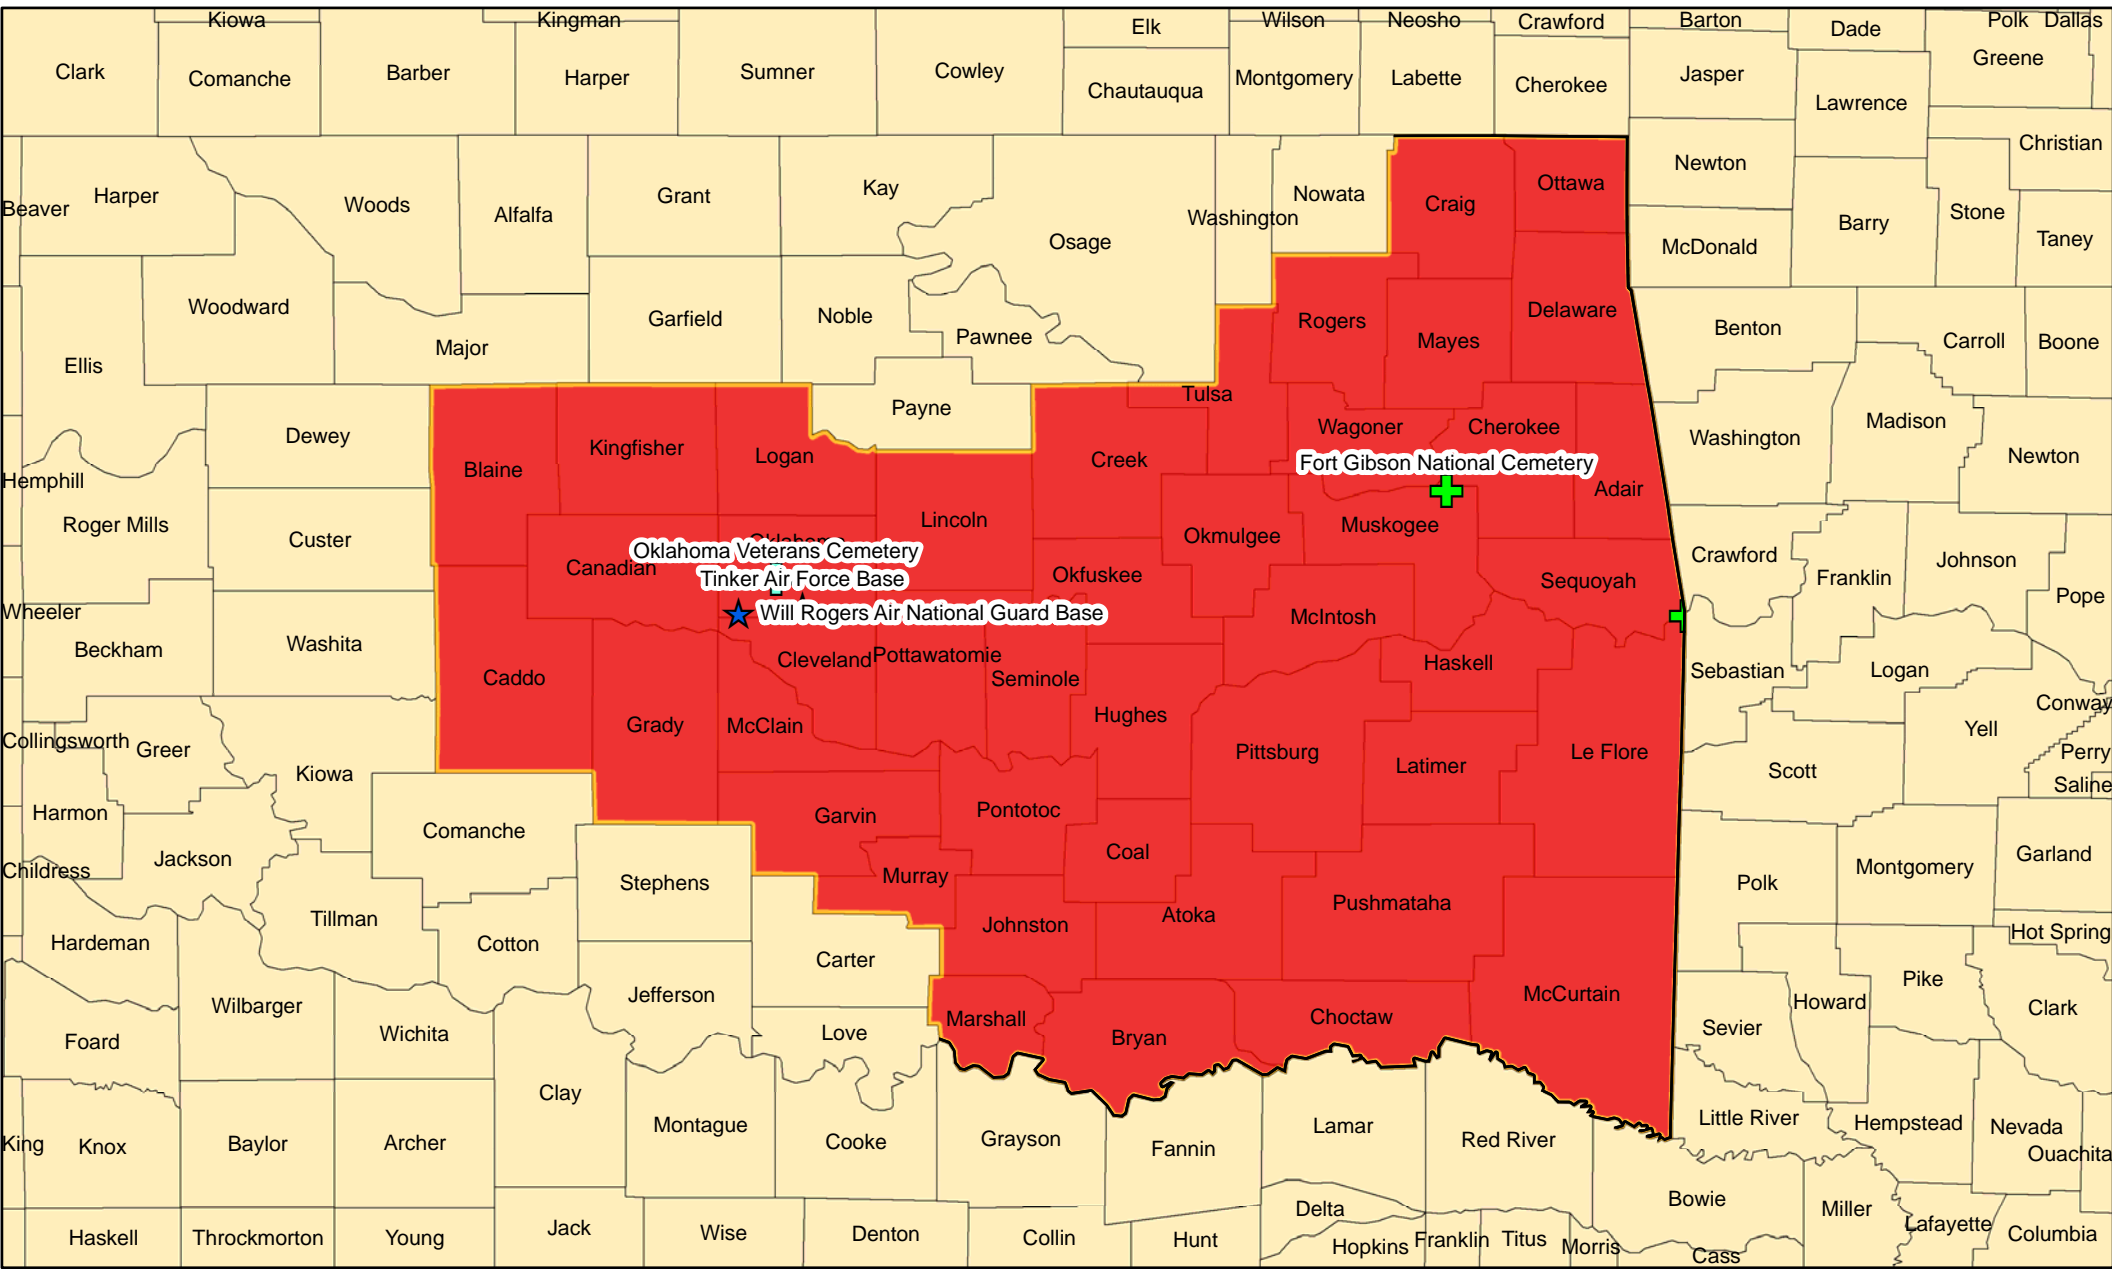 Kiowa
Kingman
Elk
Wilson
Neosho
Crawford
Barton
Dade
Polk
Dallas
Clark
Comanche
Barber
Harper
Sumner
Cowley
Chautauqua
Montgomery
Labette
Cherokee
Jasper
Lawrence
Greene
Christian
Beaver
Harper
Woods
Alfalfa
Grant
Kay
Osage
Washington
Nowata
Craig
Ottawa
Newton
McDonald
Barry
Stone
Taney
Ellis
Woodward
Major
Garfield
Noble
Pawnee
Rogers
Mayes
Delaware
Benton
Carroll
Boone
Dewey
Payne
Tulsa
Blaine
Kingfisher
Logan
Creek
Wagoner
Cherokee
Washington
Madison
Newton
Hemphill
Fort Gibson National Cemetery
Adair
Roger Mills
Custer
Lincoln
Okmulgee
Muskogee
Oklahoma
Oklahoma Veterans Cemetery
Canadian
Tinker Air Force Base
Okfuskee
Sequoyah
Crawford
Franklin
Johnson
Pope
Wheeler
Will Rogers Air National Guard Base
McIntosh
Beckham
Washita
Caddo
Cleveland
Pottawatomie
Seminole
Haskell
Sebastian
Logan
Conway
Collingsworth
Greer
Kiowa
Grady
McClain
Hughes
Pittsburg
Latimer
Le Flore
Scott
Yell
Perry
Saline
Harmon
Jackson
Comanche
Garvin
Pontotoc
Coal
Childress
Tillman
Stephens
Murray
Johnston
Atoka
Pushmataha
Polk
Montgomery
Garland
Hot Spring
Hardeman
Cotton
Carter
Wilbarger
Jefferson
McCurtain
Howard
Pike
Clark
Foard
Wichita
Love
Marshall
Bryan
Choctaw
Sevier
Clay
Montague
Cooke
Grayson
Fannin
Lamar
Red River
Little River
Hempstead
Nevada
Ouachita
King
Knox
Baylor
Archer
Bowie
Miller
Lafayette
Columbia
Haskell
Throckmorton
Young
Jack
Wise
Denton
Collin
Hunt
Delta
Hopkins
Franklin
Titus
Morris
Cass